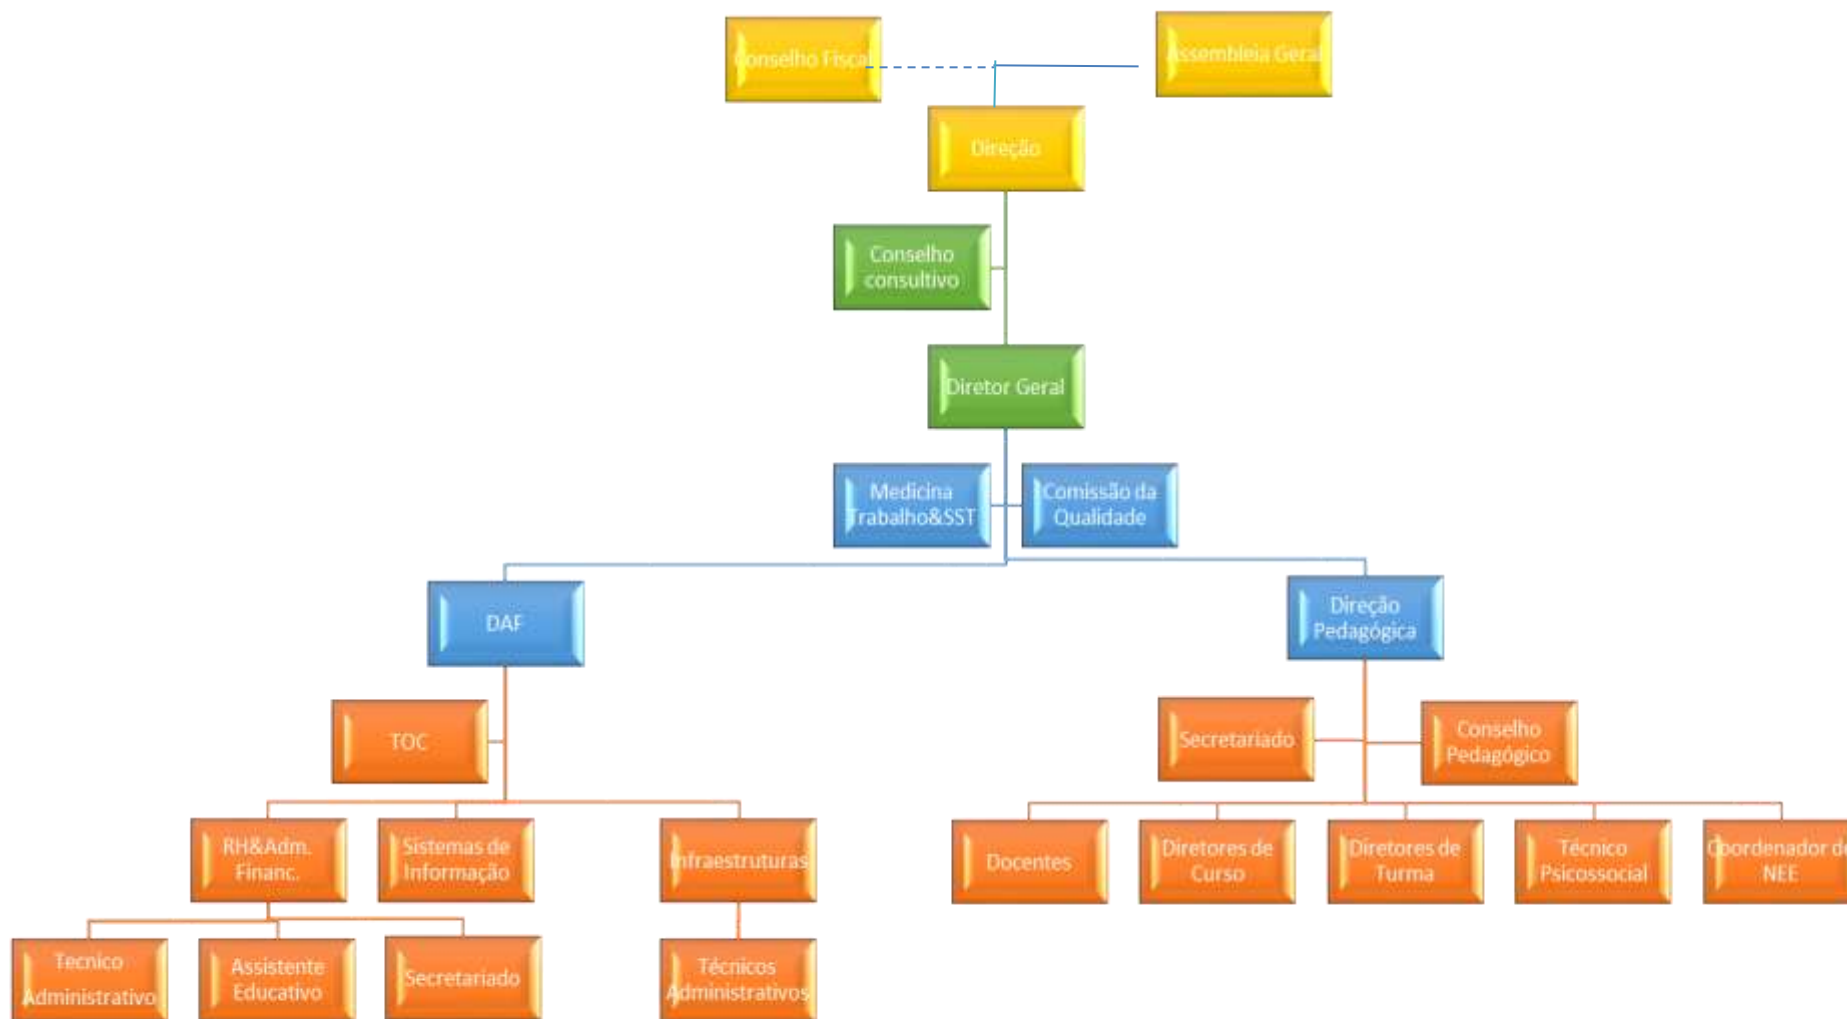 Conselho Fiscal
Assembleia Geral
Direção
Conselho
consultivo
Diretor Geral
Medicina
Trabalho&SST
Comissão da
Qualidade
DAF
Direção
Pedagógica
TOC
Secretariado
Conselho
Pedagógico
RH&Adm.
Financ.
Sistemas de
Informação
Infraestruturas
Docentes
Diretores de
Curso
Diretores de
Turma
Técnico
Psicossocial
Coordenador de
NEE
Tecnico
Administrativo
Assistente
Educativo
Secretariado
Técnicos
Administrativos